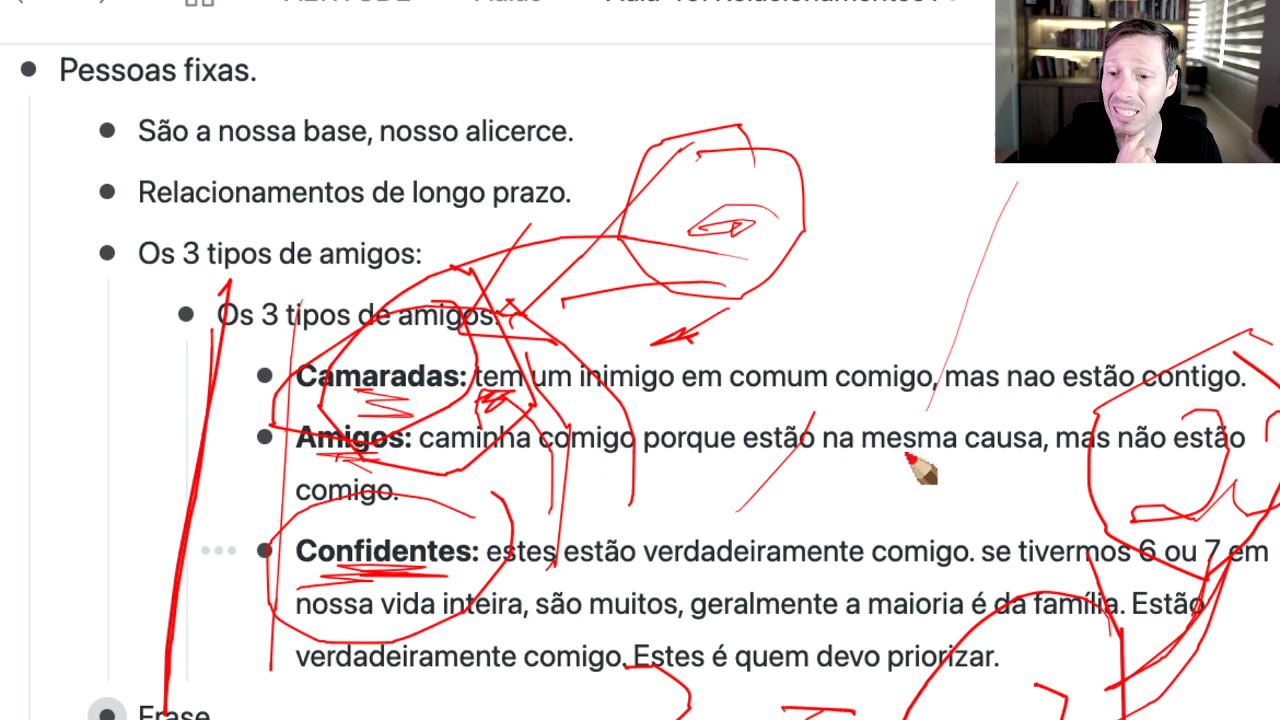 Pessoas fixas.
São a nossa base, nosso alicerce.
Relacionamentos de longo prazo.
Os 3 tipos de amigos:
Os 3 tipos de amigos:
Camaradas: tem um inimigo em comum comigo, mas nao estão contigo.
Amigos: caminha comigo porque estão na mesma causa, mas não estão
comigo.
Confidentes: estes estão verdadeiramente comigo. se tivermos 6 ou 7 em
nossa vida inteira, são muitos, geralmente a maioria é da família. Estão
verdadeiramente comigo. Estes é quem devo priorizar.
Frase